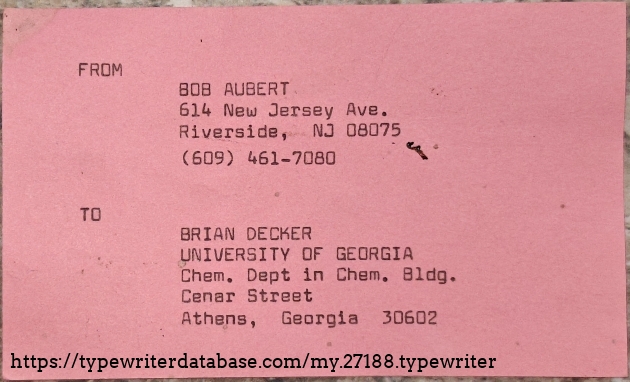 FROM
BOB AUBERT
614 New Jersey Ave.
Riverside, NJ 08075
(609) 461-7080
TO
BRIAN DECKER
UNIVERSITY OF GEORGIA
Chem. Dept in Chem. Bldg.
Cenar Street
Athens, Georgia 30602
https://typewriterdatabase.com/my.27188.typewriter